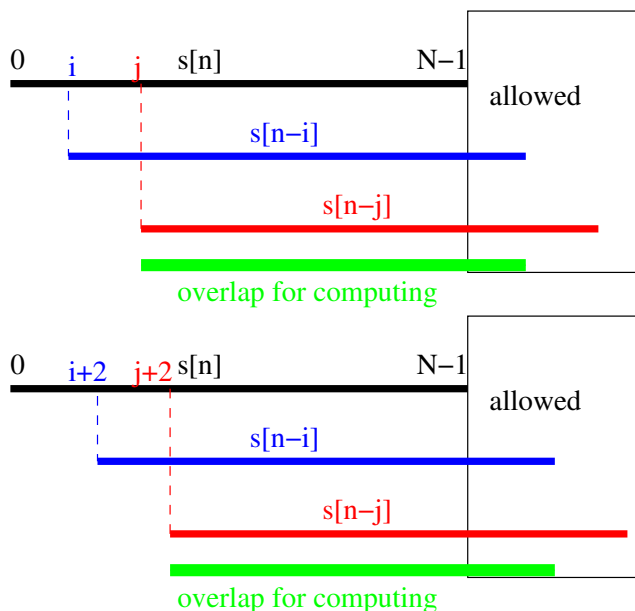 0 i j s[n] N−1
allowed
s[n−i]
s[n−j]
overlap for computing
0 i+2 j+2 s[n] N−1
allowed
s[n−i]
s[n−j]
overlap for computing